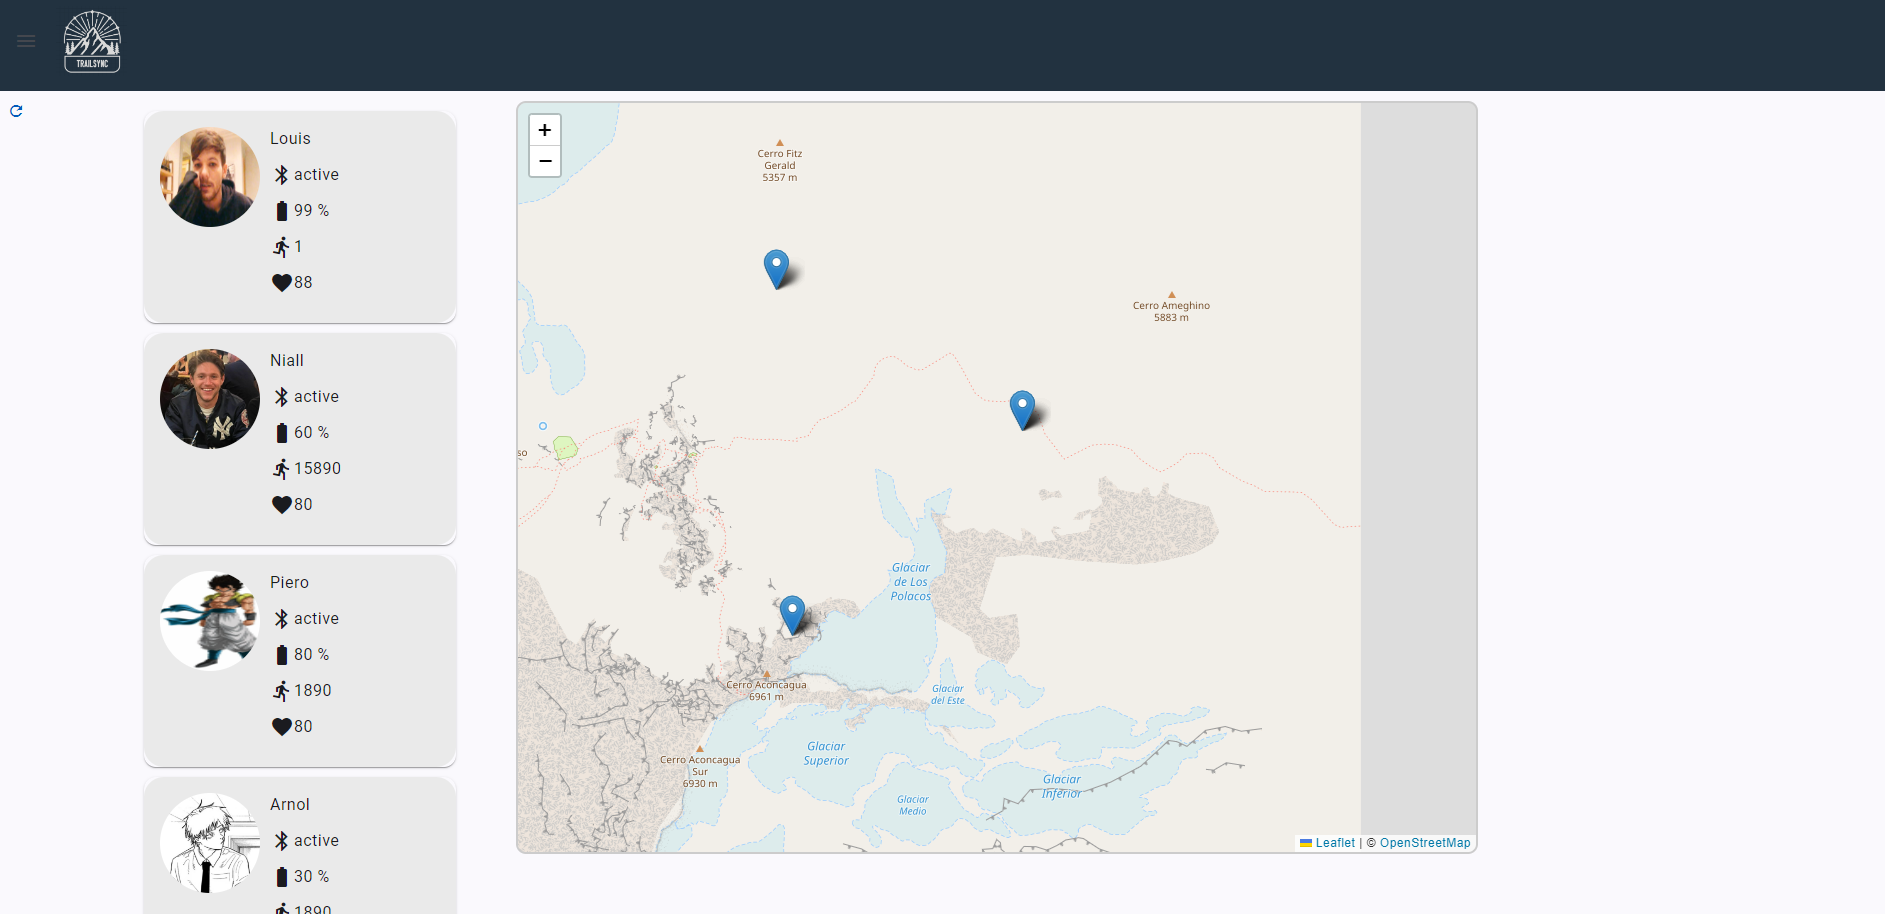 TRAILSYNC
Louis
active
99 %
1
88
Niall
active
60 %
15890
80
Piero
active
80 %
1890
80
Arnol
active
30 %
1890
+
−
Cerro Fitz
Gerald
5357 m
Cerro Ameghino
5883 m
so
Glaciar
de Los
Polacos
Cerro Aconcagua
6961 m
Glaciar
del Este
Cerro Aconcagua
Sur
6930 m
Glaciar
Superior
Glaciar
Inferior
Glaciar
Medio
Leaflet | © OpenStreetMap